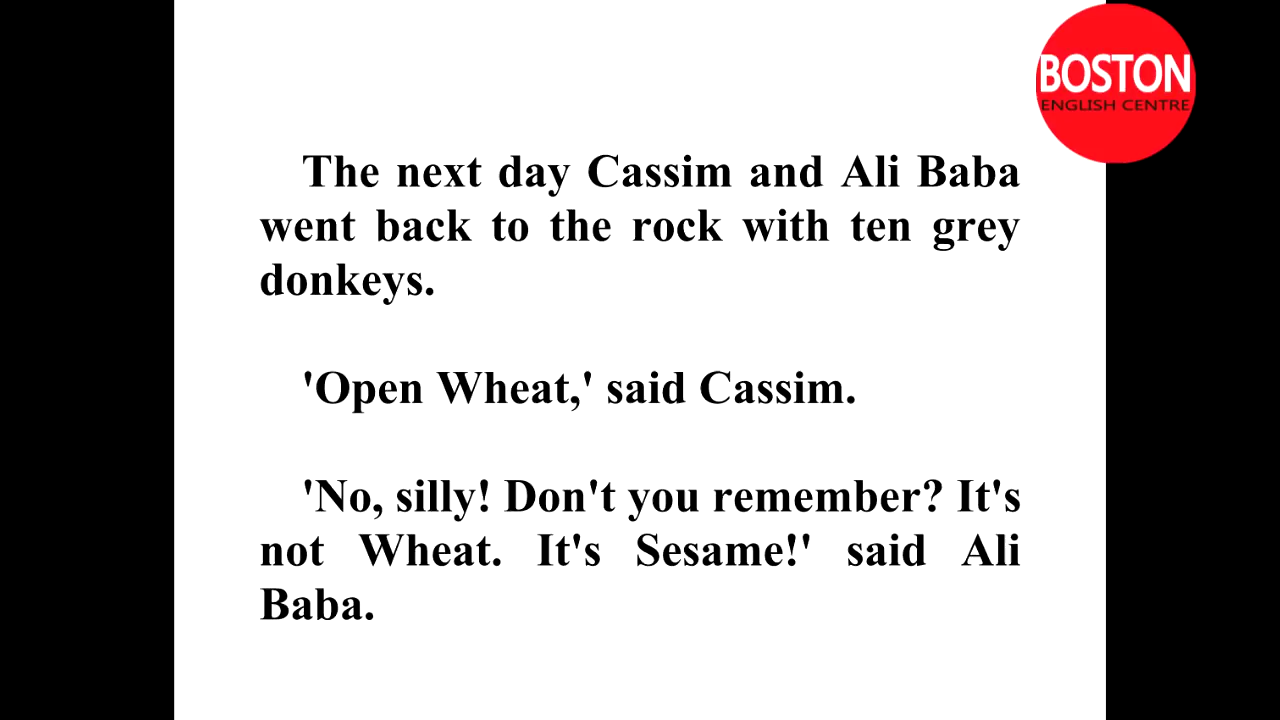 BOSTON
ENGLISH CENTRE
The next day Cassim and Ali Baba
went back to the rock with ten grey
donkeys.
'Open Wheat,' said Cassim.
'No, silly! Don't you remember? It's
not Wheat. It's Sesame!' said Ali
Baba.